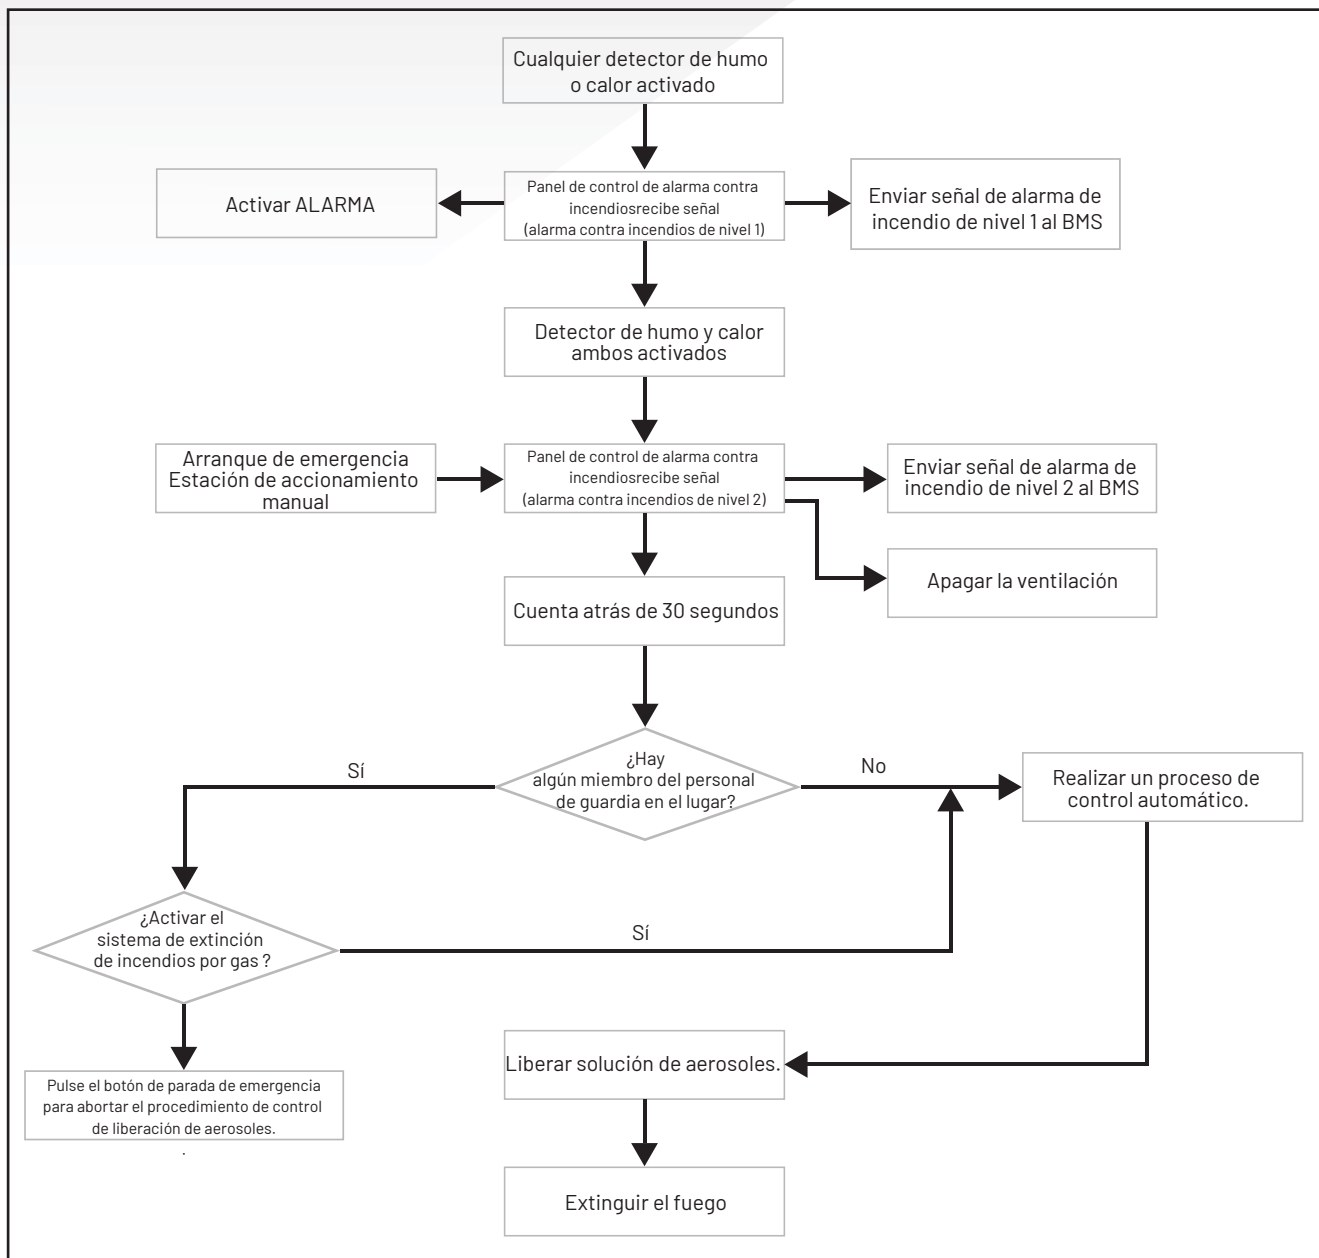 Cualquier detector de humo
o calor activado
Activar ALARMA
Panel de control de alarma contra
incendiosrecibe señal
(alarma contra incendios de nivel 1)
Enviar señal de alarma de
incendio de nivel 1 al BMS
Detector de humo y calor
ambos activados
Arranque de emergencia
Estación de accionamiento
manual
Panel de control de alarma contra
incendiosrecibe señal
(alarma contra incendios de nivel 2)
Enviar señal de alarma de
incendio de nivel 2 al BMS
Apagar la ventilación
Cuenta atrás de 30 segundos
¿Hay
algún miembro del personal
de guardia en el lugar?
Sí
No
Realizar un proceso de
control automático.
¿Activar el
sistema de extinción
de incendios por gas ?
Sí
Liberar solución de aerosoles.
Pulse el botón de parada de emergencia
para abortar el procedimiento de control
de liberación de aerosoles.
.
Extinguir el fuego